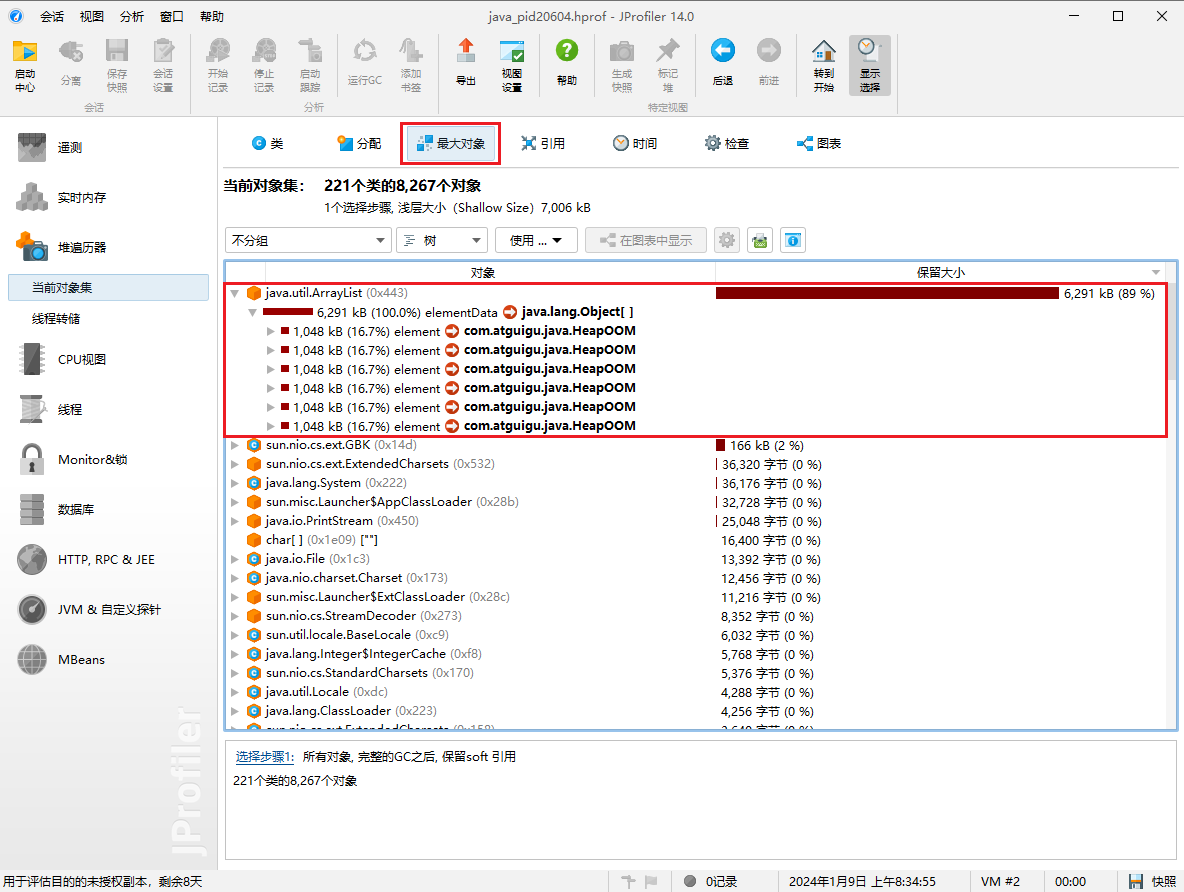 java_pid20604.hprof - JProfiler 14.0
会话 视图 分析 窗口 帮助
启动中心 分离 保存快照 会话设置 开始记录 停止记录 启动跟踪 运行GC 添加书签 导出 视图设置 帮助 生成快照 标记堆 后退 前进 转到开始 显示选择
会话 分析 特定视图
遥测
实时内存
堆遍历器
当前对象集
线程转储
CPU视图
线程
Monitor&锁
数据库
HTTP, RPC & JEE
JVM & 自定义探针
MBeans
JProfiler
类 分配 最大对象 引用 时间 检查 图表
当前对象集： 221个类的8,267个对象
1个选择步骤, 浅层大小（Shallow Size）7,006 kB
不分组 树 使用 ... 在图表中显示
对象 保留大小
java.util.ArrayList (0x443) 6,291 kB (89 %)
6,291 kB (100.0%) elementData java.lang.Object[ ]
1,048 kB (16.7%) element com.atguigu.java.HeapOOM
1,048 kB (16.7%) element com.atguigu.java.HeapOOM
1,048 kB (16.7%) element com.atguigu.java.HeapOOM
1,048 kB (16.7%) element com.atguigu.java.HeapOOM
1,048 kB (16.7%) element com.atguigu.java.HeapOOM
1,048 kB (16.7%) element com.atguigu.java.HeapOOM
sun.nio.cs.ext.GBK (0x14d) 166 kB (2 %)
sun.nio.cs.ext.ExtendedCharsets (0x532) 36,320 字节 (0 %)
java.lang.System (0x222) 36,176 字节 (0 %)
sun.misc.Launcher$AppClassLoader (0x28b) 32,728 字节 (0 %)
java.io.PrintStream (0x450) 25,048 字节 (0 %)
char[ ] (0x1e09) [""] 16,400 字节 (0 %)
java.io.File (0x1c3) 13,392 字节 (0 %)
java.nio.charset.Charset (0x173) 12,456 字节 (0 %)
sun.misc.Launcher$ExtClassLoader (0x28c) 11,216 字节 (0 %)
sun.nio.cs.StreamDecoder (0x273) 8,352 字节 (0 %)
sun.util.locale.BaseLocale (0xc9) 6,032 字节 (0 %)
java.lang.Integer$IntegerCache (0xf8) 5,768 字节 (0 %)
sun.nio.cs.StandardCharsets (0x170) 5,376 字节 (0 %)
java.util.Locale (0xdc) 4,288 字节 (0 %)
java.lang.ClassLoader (0x223) 4,256 字节 (0 %)
选择步骤1: 所有对象, 完整的GC之后, 保留soft 引用
221个类的8,267个对象
用于评估目的的未授权副本，剩余8天 0记录 2024年1月9日 上午8:34:55 VM #2 00:00 快照